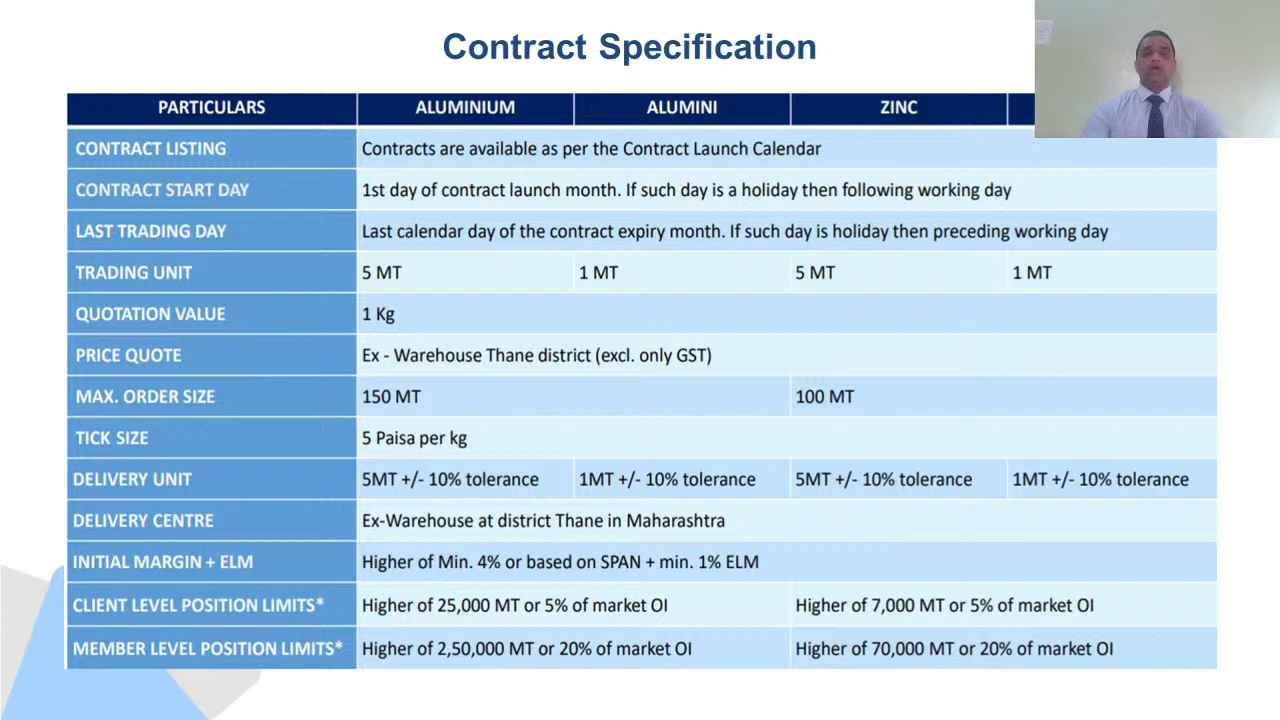 Contract Specification
PARTICULARS ALUMINIUM ALUMINI ZINC
CONTRACT LISTING Contracts are available as per the Contract Launch Calendar
CONTRACT START DAY 1st day of contract launch month. If such day is a holiday then following working day
LAST TRADING DAY Last calendar day of the contract expiry month. If such day is holiday then preceding working day
TRADING UNIT 5 MT 1 MT 5 MT 1 MT
QUOTATION VALUE 1 Kg
PRICE QUOTE Ex - Warehouse Thane district (excl. only GST)
MAX. ORDER SIZE 150 MT 100 MT
TICK SIZE 5 Paisa per kg
DELIVERY UNIT 5MT +/- 10% tolerance 1MT +/- 10% tolerance 5MT +/- 10% tolerance 1MT +/- 10% tolerance
DELIVERY CENTRE Ex-Warehouse at district Thane in Maharashtra
INITIAL MARGIN + ELM Higher of Min. 4% or based on SPAN + min. 1% ELM
CLIENT LEVEL POSITION LIMITS* Higher of 25,000 MT or 5% of market OI Higher of 7,000 MT or 5% of market OI
MEMBER LEVEL POSITION LIMITS* Higher of 2,50,000 MT or 20% of market OI Higher of 70,000 MT or 20% of market OI